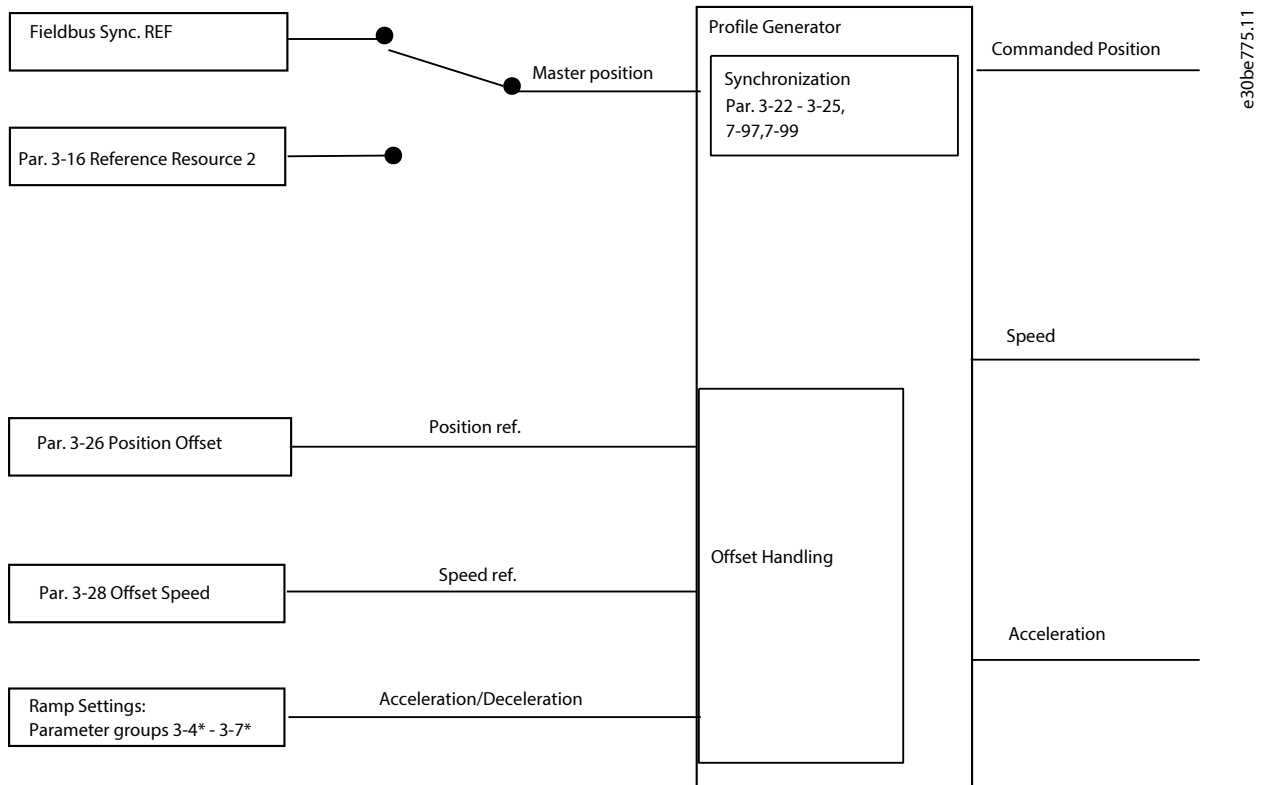 Fieldbus Sync. REF
Par. 3-16 Reference Resource 2
Master position
Profile Generator
Synchronization
Par. 3-22 - 3-25,
7-97,7-99
Commanded Position
e30be775.11
Speed
Par. 3-26 Position Offset
Position ref.
Par. 3-28 Offset Speed
Speed ref.
Offset Handling
Acceleration
Ramp Settings:
Parameter groups 3-4* - 3-7*
Acceleration/Deceleration